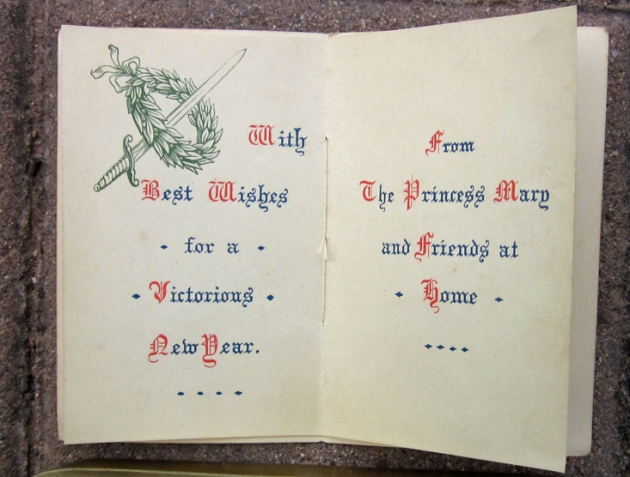 With
Best Wishes
for a
Victorious
New Year.
From
The Princess Mary
and Friends at
Home